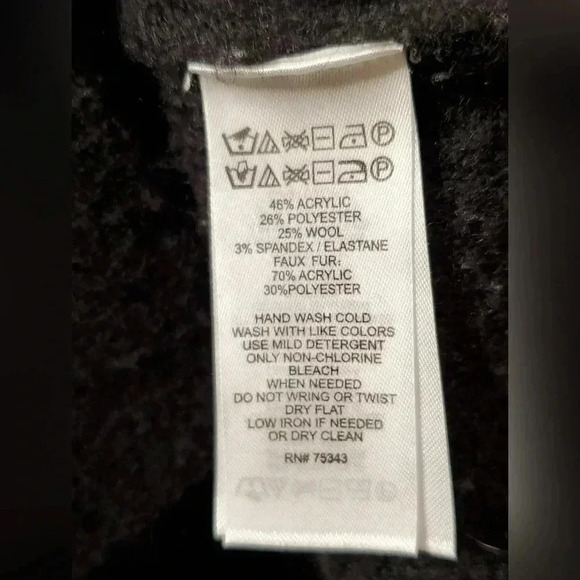 46% ACRYLIC
26% POLYESTER
25% WOOL
3% SPANDEX / ELASTANE
FAUX FUR:
70% ACRYLIC
30%POLYESTER
HAND WASH COLD
WASH WITH LIKE COLORS
USE MILD DETERGENT
ONLY NON-CHLORINE
BLEACH
WHEN NEEDED
DO NOT WRING OR TWIST
DRY FLAT
LOW IRON IF NEEDED
OR DRY CLEAN
RN# 75343